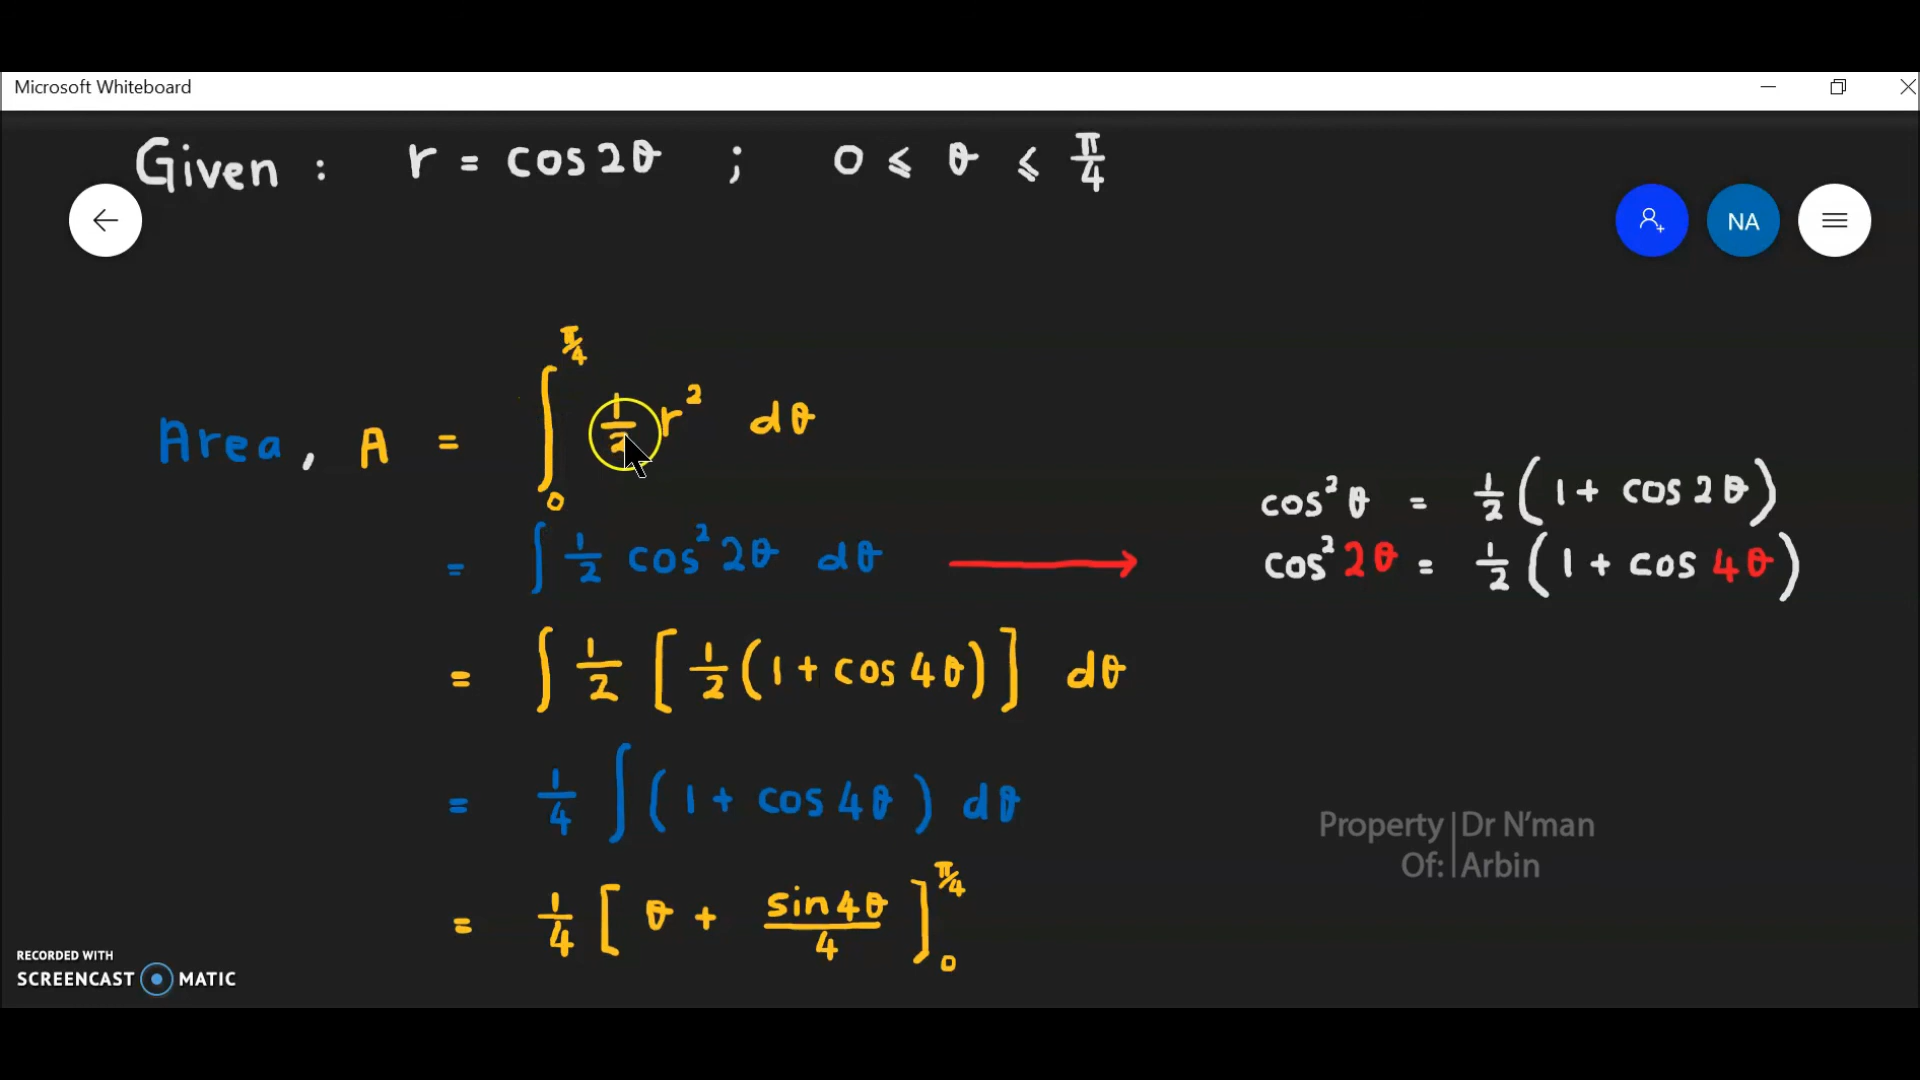 Microsoft Whiteboard
Given : r = cos 2θ ; 0 ⩽ θ ⩽ π/4
NA
Area, A = ∫₀^(π/4) 1/2 r² dθ
cos² θ = 1/2 (1 + cos 2θ)
= ∫ 1/2 cos² 2θ dθ → cos² 2θ = 1/2 (1 + cos 4θ)
= ∫ 1/2 [1/2 (1 + cos 4θ)] dθ
= 1/4 ∫ (1 + cos 4θ) dθ
Property | Dr N’man
Of: | Arbin
= 1/4 [θ + sin 4θ / 4]₀^(π/4)
RECORDED WITH
SCREENCAST MATIC